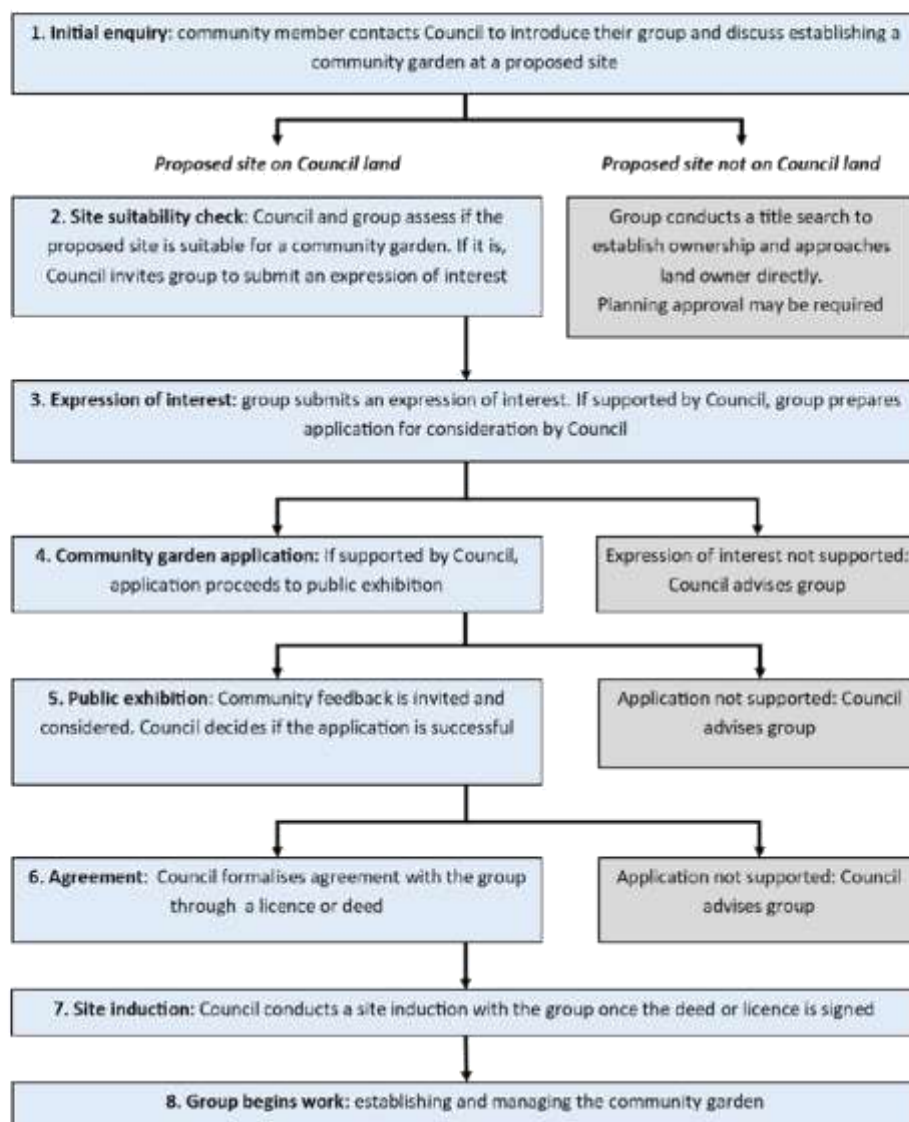 1. Initial enquiry: community member contacts Council to introduce their group and discuss establishing a
community garden at a proposed site
Proposed site on Council land
Proposed site not on Council land
2. Site suitability check: Council and group assess if the
proposed site is suitable for a community garden. If it is,
Council invites group to submit an expression of interest
Group conducts a title search to
establish ownership and approaches
land owner directly.
Planning approval may be required
3. Expression of interest: group submits an expression of interest. If supported by Council, group prepares
application for consideration by Council
4. Community garden application: If supported by Council,
application proceeds to public exhibition
Expression of interest not supported:
Council advises group
5. Public exhibition: Community feedback is invited and
considered. Council decides if the application is successful
Application not supported: Council
advises group
6. Agreement: Council formalises agreement with the group
through a licence or deed
Application not supported: Council
advises group
7. Site induction: Council conducts a site induction with the group once the deed or licence is signed
8. Group begins work: establishing and managing the community garden